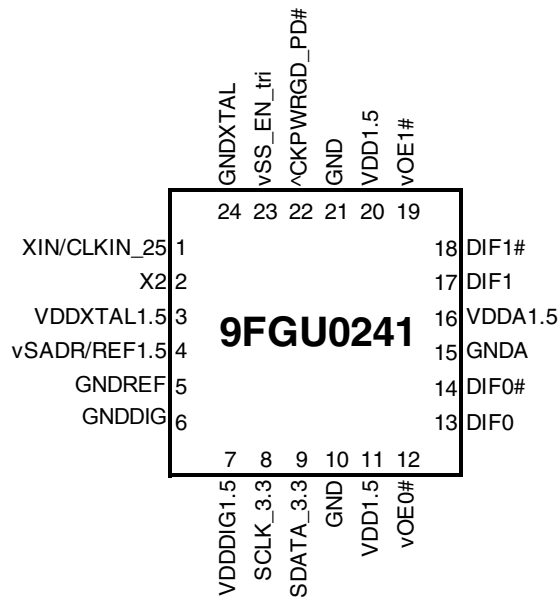 GNDXTAL
vSS_EN_tri
^CKPWRGD_PD#
GND
VDD1.5
vOE1#
24 23 22 21 20 19
XIN/CLKIN_25 1
X2 2
VDDXTAL1.5 3
vSADR/REF1.5 4
GNDREF 5
GNDDIG 6
9FGU0241
18 DIF1#
17 DIF1
16 VDDA1.5
15 GNDA
14 DIF0#
13 DIF0
7 8 9 10 11 12
VDDDIG1.5
SCLK_3.3
SDATA_3.3
GND
VDD1.5
vOE0#